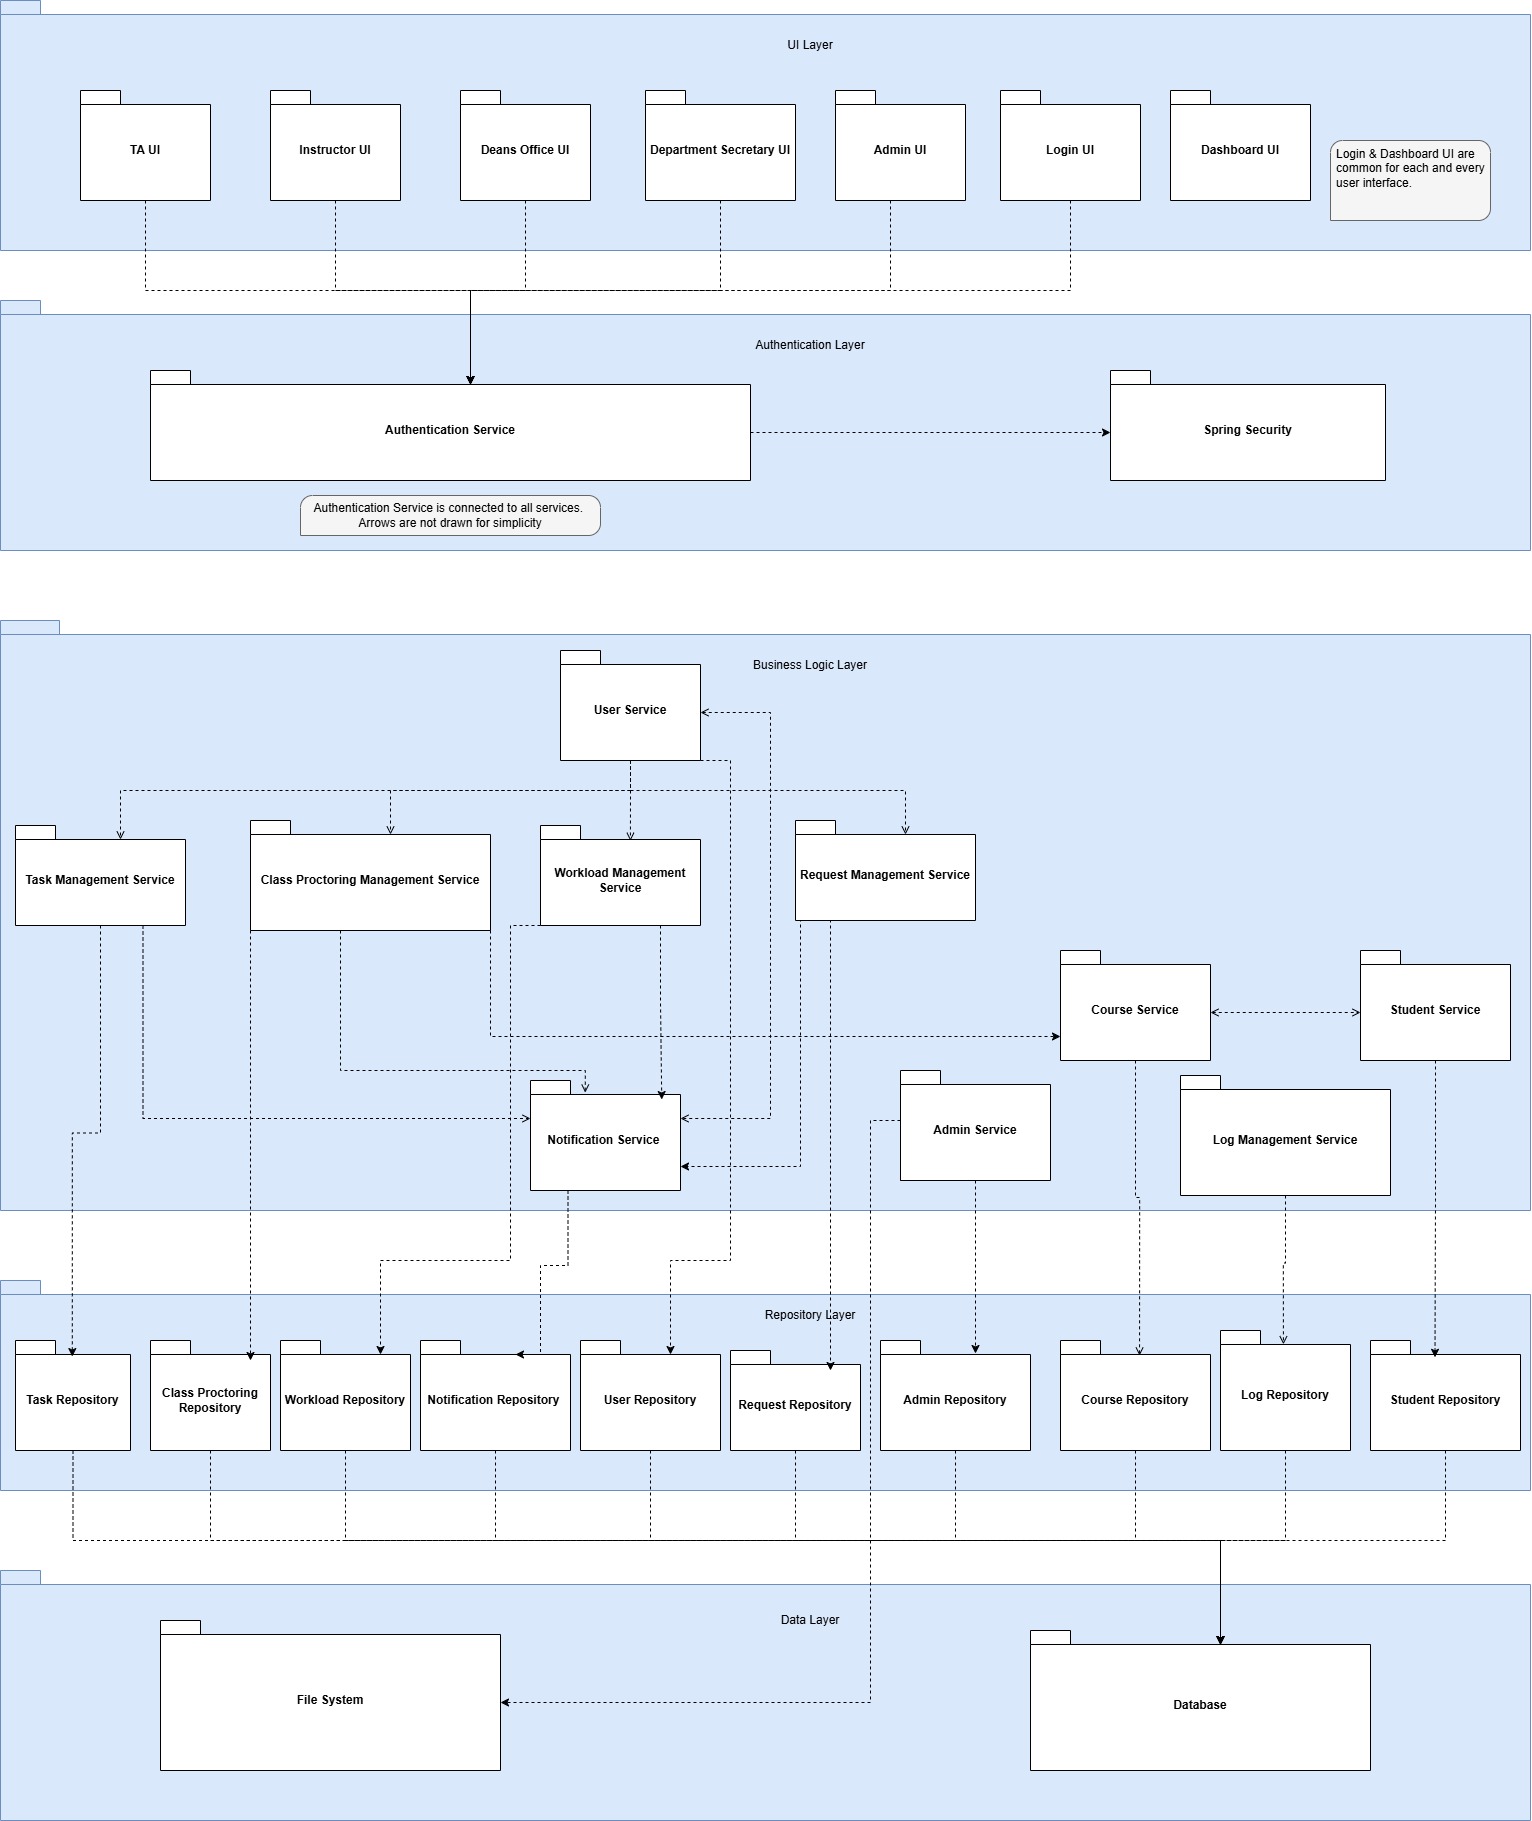 UI Layer
TA UI
Instructor UI
Deans Office UI
Department Secretary UI
Admin UI
Login UI
Dashboard UI
Login & Dashboard UI are
common for each and every
user interface.
Authentication Layer
Authentication Service
Spring Security
Authentication Service is connected to all services.
Arrows are not drawn for simplicity
Business Logic Layer
User Service
Task Management Service
Class Proctoring Management Service
Workload Management
Service
Request Management Service
Course Service
Student Service
Notification Service
Admin Service
Log Management Service
Repository Layer
Task Repository
Class Proctoring
Repository
Workload Repository
Notification Repository
User Repository
Request Repository
Admin Repository
Course Repository
Log Repository
Student Repository
Data Layer
File System
Database